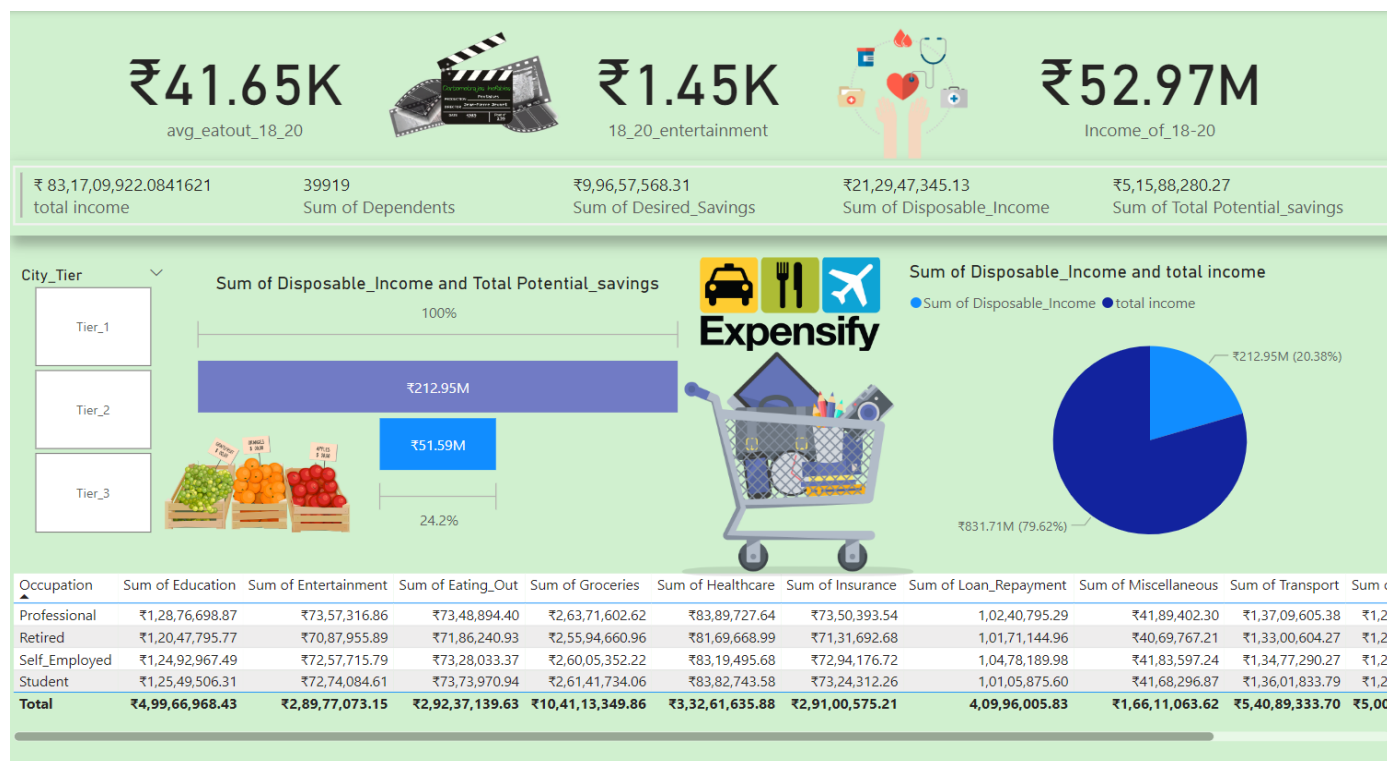 ₹41.65K
avg_eatout_18_20
₹1.45K
18_20_entertainment
₹52.97M
Income_of_18-20
₹ 83,17,09,922.0841621
total income
39919
Sum of Dependents
₹9,96,57,568.31
Sum of Desired_Savings
₹21,29,47,345.13
Sum of Disposable_Income
₹5,15,88,280.27
Sum of Total Potential_savings
City_Tier
Tier_1
Tier_2
Tier_3
Sum of Disposable_Income and Total Potential_savings
100%
₹212.95M
₹51.59M
24.2%
Expensify
Sum of Disposable_Income and total income
Sum of Disposable_Income total income
₹212.95M (20.38%)
₹831.71M (79.62%)
Occupation Sum of Education Sum of Entertainment Sum of Eating_Out Sum of Groceries Sum of Healthcare Sum of Insurance Sum of Loan_Repayment Sum of Miscellaneous Sum of Transport Sum
Professional ₹1,28,76,698.87 ₹73,57,316.86 ₹73,48,894.40 ₹2,63,71,602.62 ₹83,89,727.64 ₹73,50,393.54 1,02,40,795.29 ₹41,89,402.30 ₹1,37,09,605.38 ₹1,2
Retired ₹1,20,47,795.77 ₹70,87,955.89 ₹71,86,240.93 ₹2,55,94,660.96 ₹81,69,668.99 ₹71,31,692.68 1,01,71,144.96 ₹40,69,767.21 ₹1,33,00,604.27 ₹1,2
Self_Employed ₹1,24,92,967.49 ₹72,57,715.79 ₹73,28,033.37 ₹2,60,05,352.22 ₹83,19,495.68 ₹72,94,176.72 1,04,78,189.98 ₹41,83,597.24 ₹1,34,77,290.27 ₹1,2
Student ₹1,25,49,506.31 ₹72,74,084.61 ₹73,73,970.94 ₹2,61,41,734.06 ₹83,82,743.58 ₹73,24,312.26 1,01,05,875.60 ₹41,68,296.87 ₹1,36,01,833.79 ₹1,2
Total ₹4,99,66,968.43 ₹2,89,77,073.15 ₹2,92,37,139.63 ₹10,41,13,349.86 ₹3,32,61,635.88 ₹2,91,00,575.21 4,09,96,005.83 ₹1,66,11,063.62 ₹5,40,89,333.70 ₹5,00